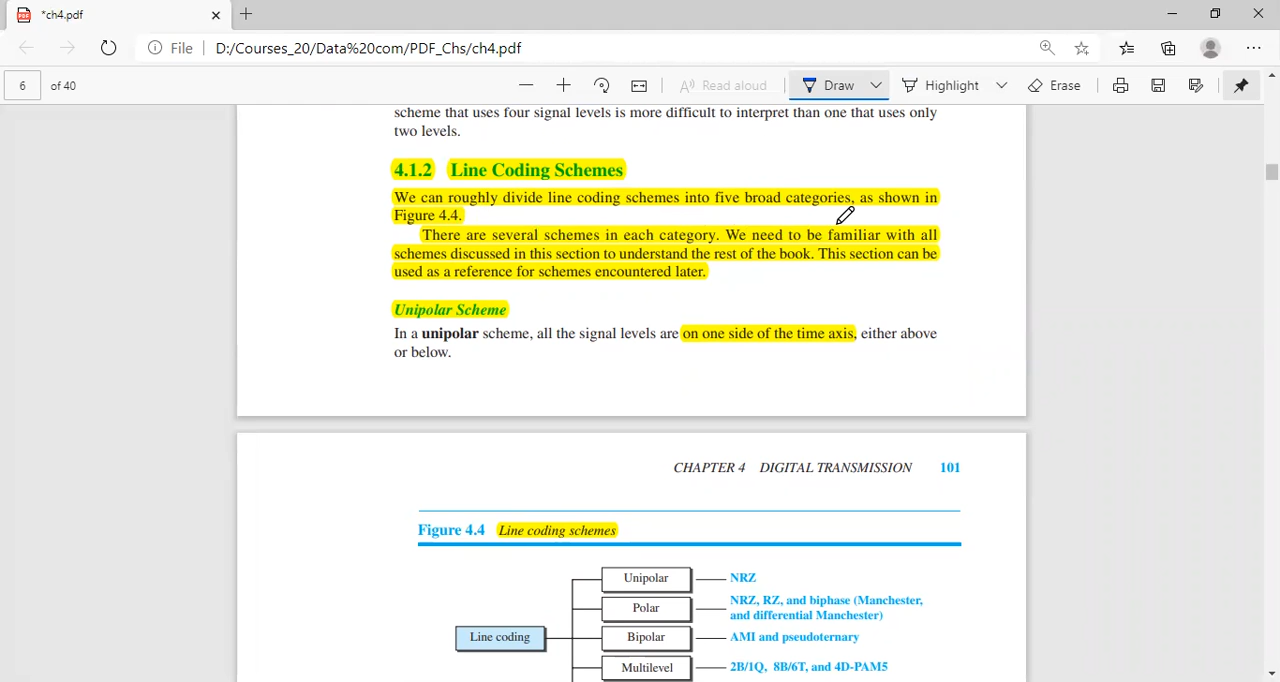 *ch4.pdf
File D:/Courses_20/Data%20com/PDF_Chs/ch4.pdf
6 of 40 Read aloud Draw Highlight Erase
scheme that uses four signal levels is more difficult to interpret than one that uses only
two levels.
4.1.2 Line Coding Schemes
We can roughly divide line coding schemes into five broad categories, as shown in
Figure 4.4.
There are several schemes in each category. We need to be familiar with all
schemes discussed in this section to understand the rest of the book. This section can be
used as a reference for schemes encountered later.
Unipolar Scheme
In a unipolar scheme, all the signal levels are on one side of the time axis, either above
or below.
CHAPTER 4 DIGITAL TRANSMISSION 101
Figure 4.4 Line coding schemes
Unipolar NRZ
Polar NRZ, RZ, and biphase (Manchester,
and differential Manchester)
Line coding Bipolar AMI and pseudoternary
Multilevel 2B/1Q, 8B/6T, and 4D-PAM5